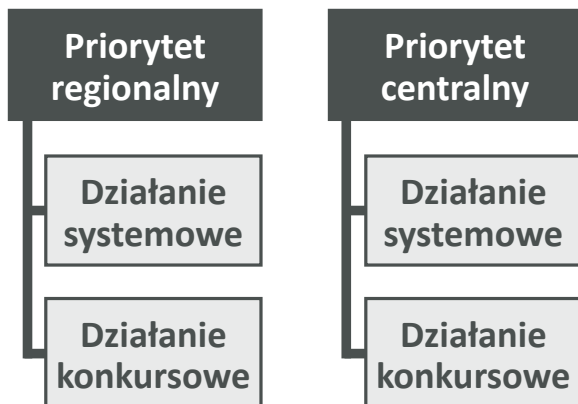 Priorytet
regionalny
Działanie
systemowe
Działanie
konkursowe
Priorytet
centralny
Działanie
systemowe
Działanie
konkursowe